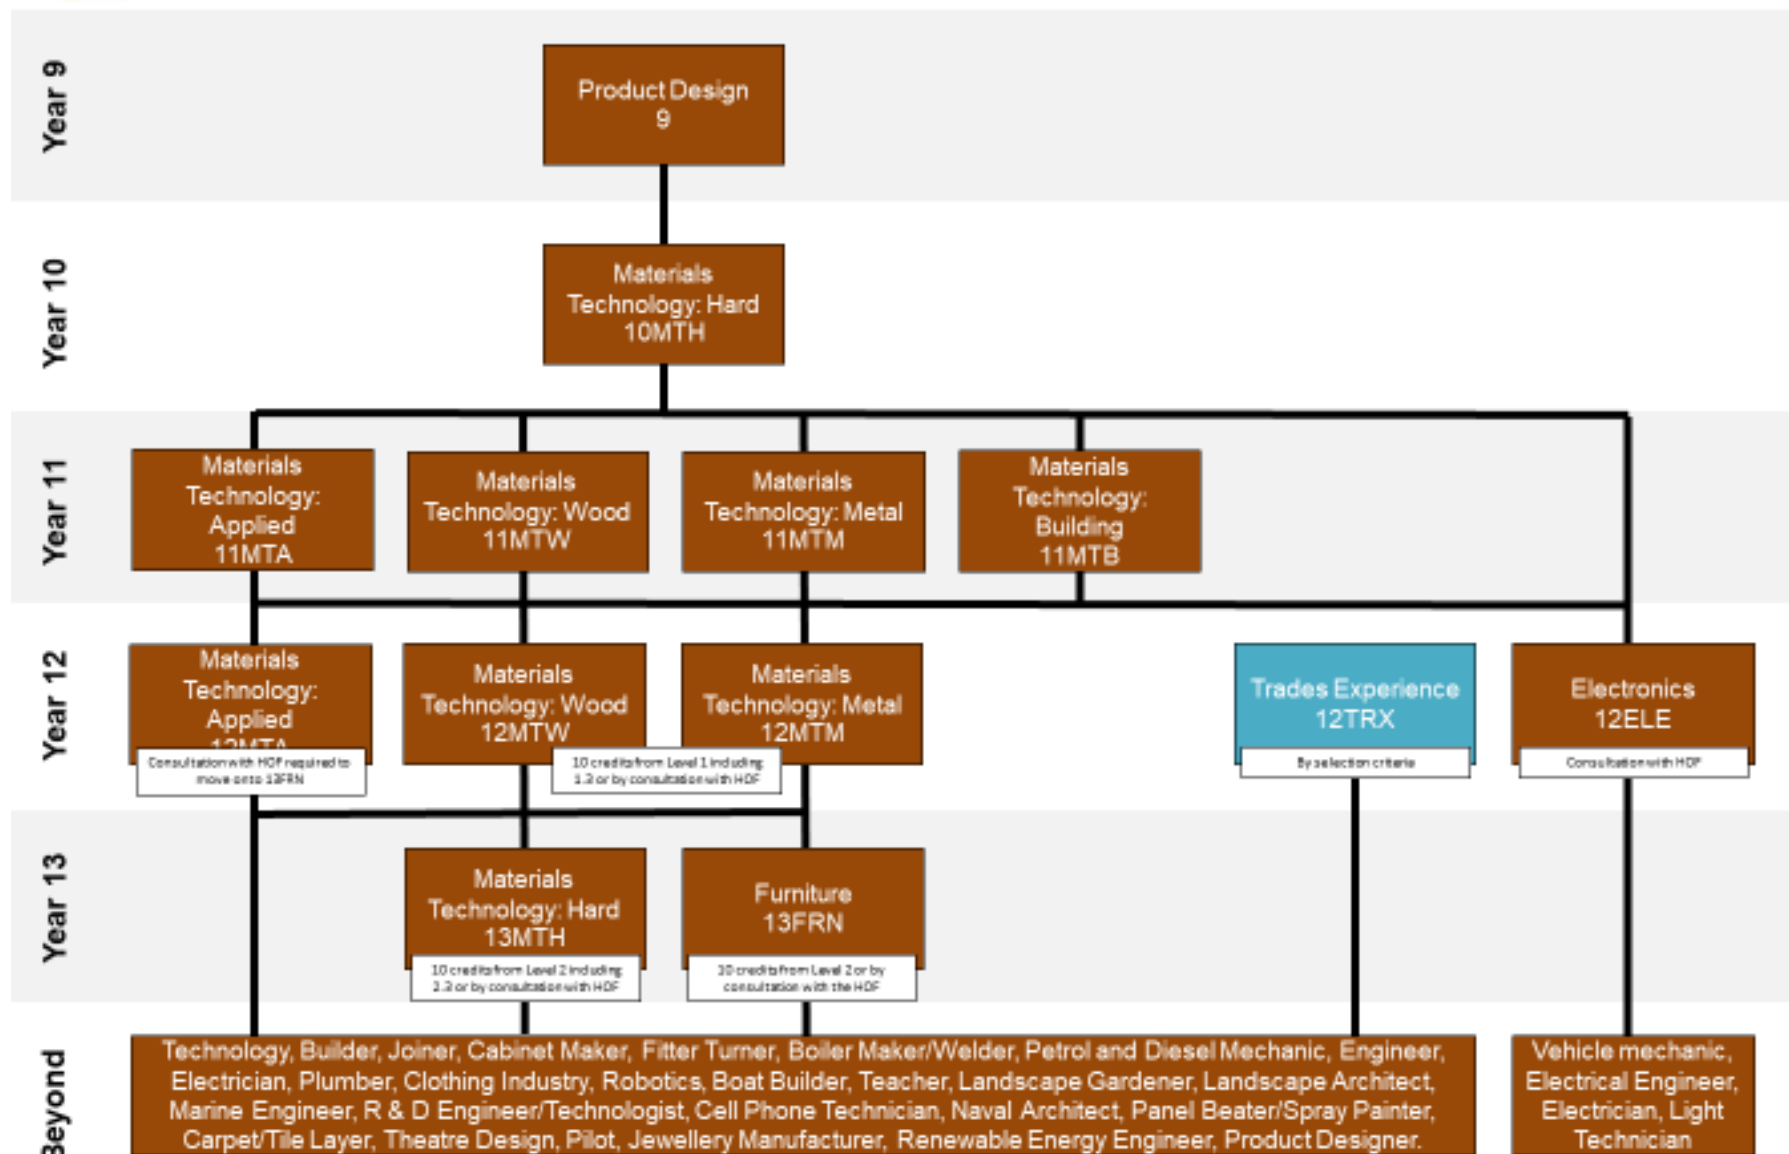 Year 9
Product Design
9
Year 10
Materials
Technology: Hard
10MTH
Year 11
Materials
Technology:
Applied
11MTA
Materials
Technology: Wood
11MTW
Materials
Technology: Metal
11MTM
Materials
Technology:
Building
11MTB
Year 12
Materials
Technology:
Applied
12MTA
Consultation with HOF required to
move onto 13FRN
Materials
Technology: Wood
12MTW
Materials
Technology: Metal
12MTM
10 credits from Level 1 including
1.3 or by consultation with HOF
Trades Experience
12TRX
By selection criteria
Electronics
12ELE
Consultation with HOF
Year 13
Materials
Technology: Hard
13MTH
10 credits from Level 2 including
2.3 or by consultation with HOF
Furniture
13FRN
10 credits from Level 2 or by
consultation with the HOF
Beyond
Technology, Builder, Joiner, Cabinet Maker, Fitter Turner, Boiler Maker/Welder, Petrol and Diesel Mechanic, Engineer,
Electrician, Plumber, Clothing Industry, Robotics, Boat Builder, Teacher, Landscape Gardener, Landscape Architect,
Marine Engineer, R & D Engineer/Technologist, Cell Phone Technician, Naval Architect, Panel Beater/Spray Painter,
Carpet/Tile Layer, Theatre Design, Pilot, Jewellery Manufacturer, Renewable Energy Engineer, Product Designer.
Vehicle mechanic,
Electrical Engineer,
Electrician, Light
Technician